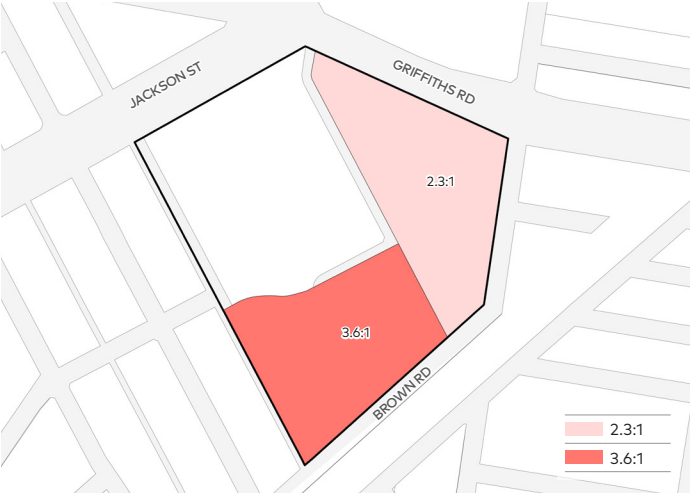 JACKSON ST
GRIFFITHS RD
2.3:1
3.6:1
BROWN RD
2.3:1
3.6:1